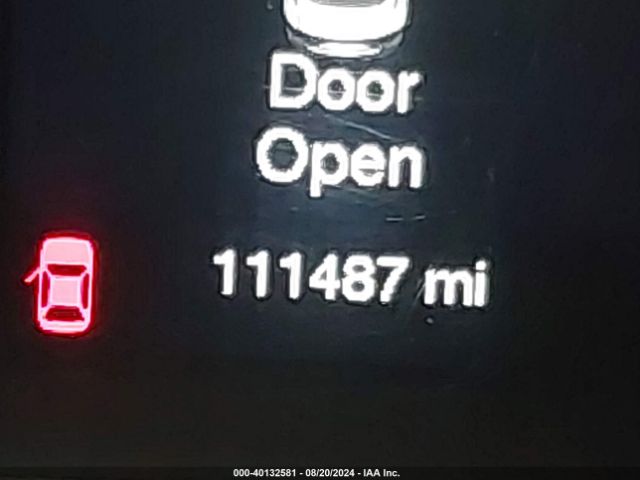 Door
Open
111487 mi
000-40132581 - 08/20/2024 - IAA Inc.